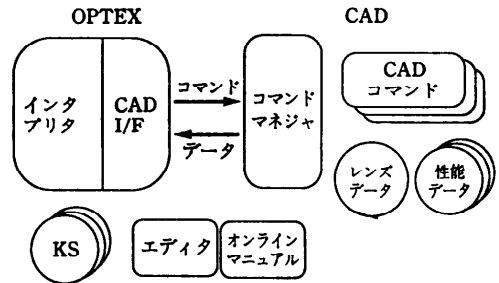 OPTEX
CAD
インタ
プリタ
CAD
I/F
コマンド
データ
コマンド
マネジャ
CAD
コマンド
レンズ
データ
性能
データ
KS
エディタ
オンライン
マニュアル